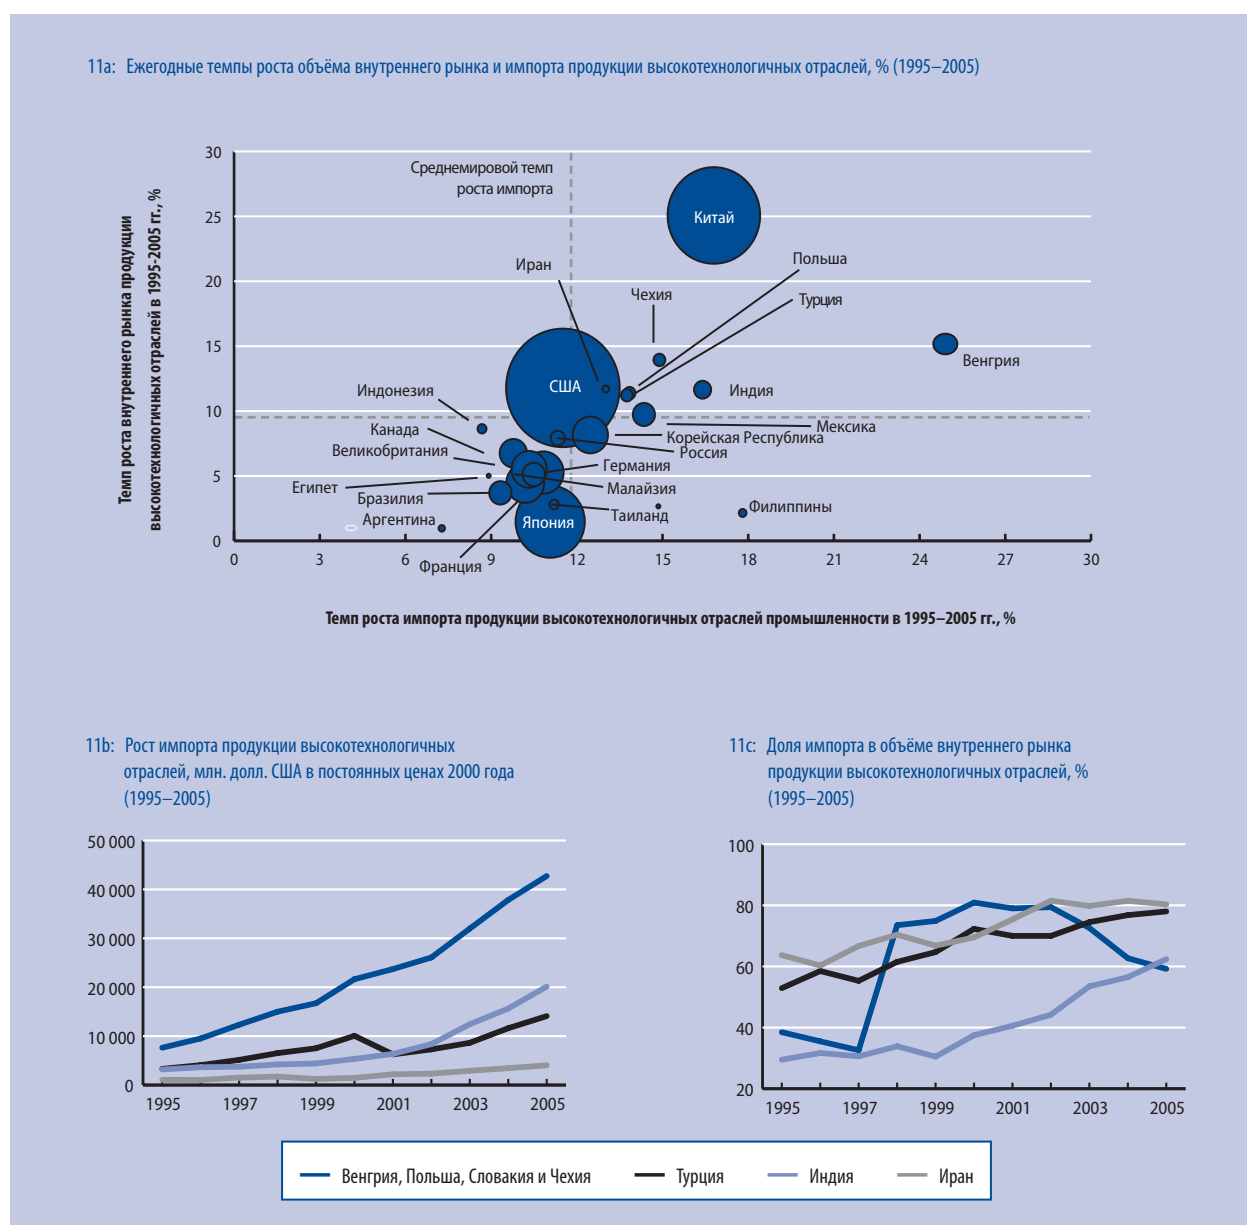 11a: Ежегодные темпы роста объёма внутреннего рынка и импорта продукции высокотехнологичных отраслей, % (1995–2005)
Темп роста внутреннего рынка продукции
высокотехнологичных отраслей в 1995-2005 гг., %
30
25
20
15
10
5
0
Среднемировой темп
роста импорта
Китай
Иран
Польша
Чехия
Турция
Венгрия
США
Индонезия
Индия
Канада
Мексика
Великобритания
Корейская Республика
Россия
Германия
Египет
Малайзия
Бразилия
Филиппины
Аргентина
Япония
Таиланд
Франция
0 3 6 9 12 15 18 21 24 27 30
Темп роста импорта продукции высокотехнологичных отраслей промышленности в 1995–2005 гг., %
11b: Рост импорта продукции высокотехнологичных
отраслей, млн. долл. США в постоянных ценах 2000 года
(1995–2005)
50 000
40 000
30 000
20 000
10 000
0
1995 1997 1999 2001 2003 2005
11c: Доля импорта в объёме внутреннего рынка
продукции высокотехнологичных отраслей, %
(1995–2005)
100
80
60
40
20
1995 1997 1999 2001 2003 2005
Венгрия, Польша, Словакия и Чехия Турция Индия Иран